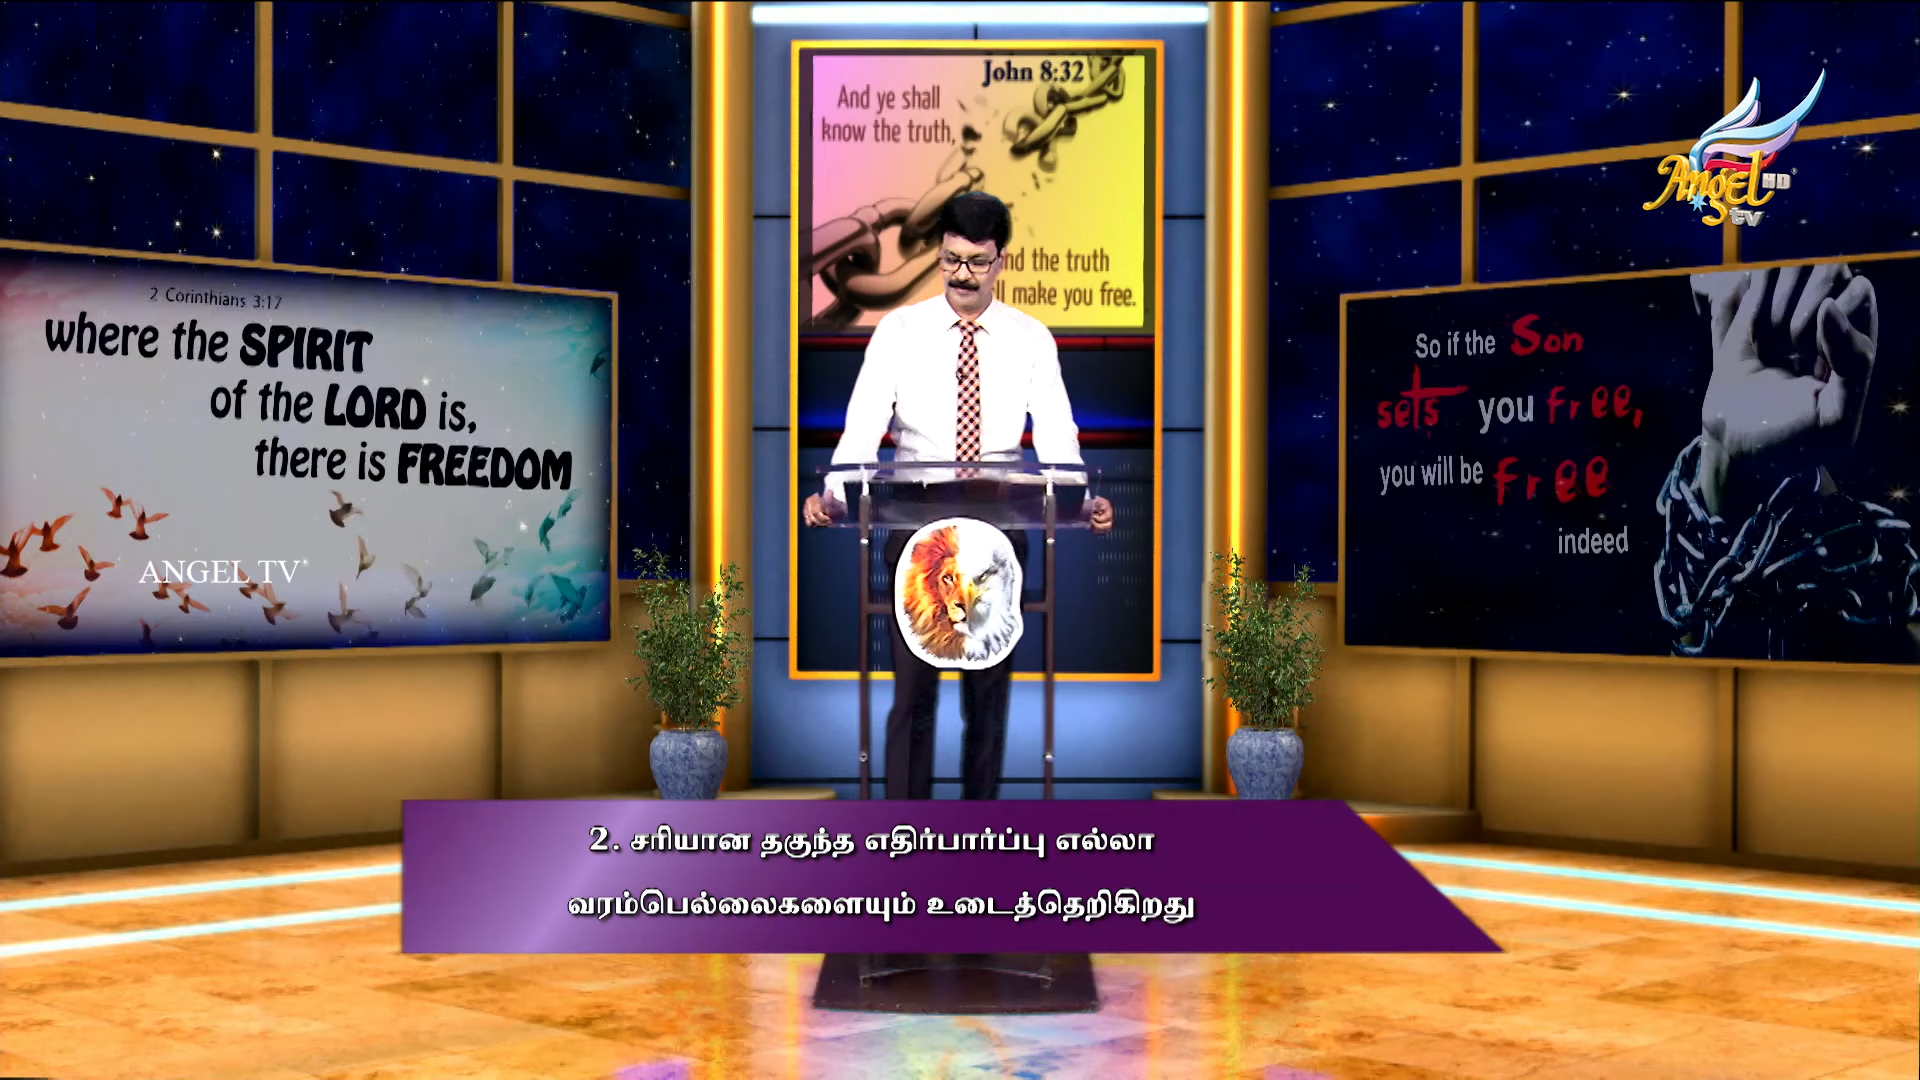 John 8:32
And ye shall
know the truth,
nd the truth
ll make you free.
Angel HD
tv
2 Corinthians 3:17
where the SPIRIT
of the LORD is,
there is FREEDOM
ANGEL TV
So if the Son
sets you free,
you will be free
indeed
2. சரியான தகுந்த எதிர்பார்ப்பு எல்லா
வரம்பெல்லைகளையும் உடைத்தெறிகிறது